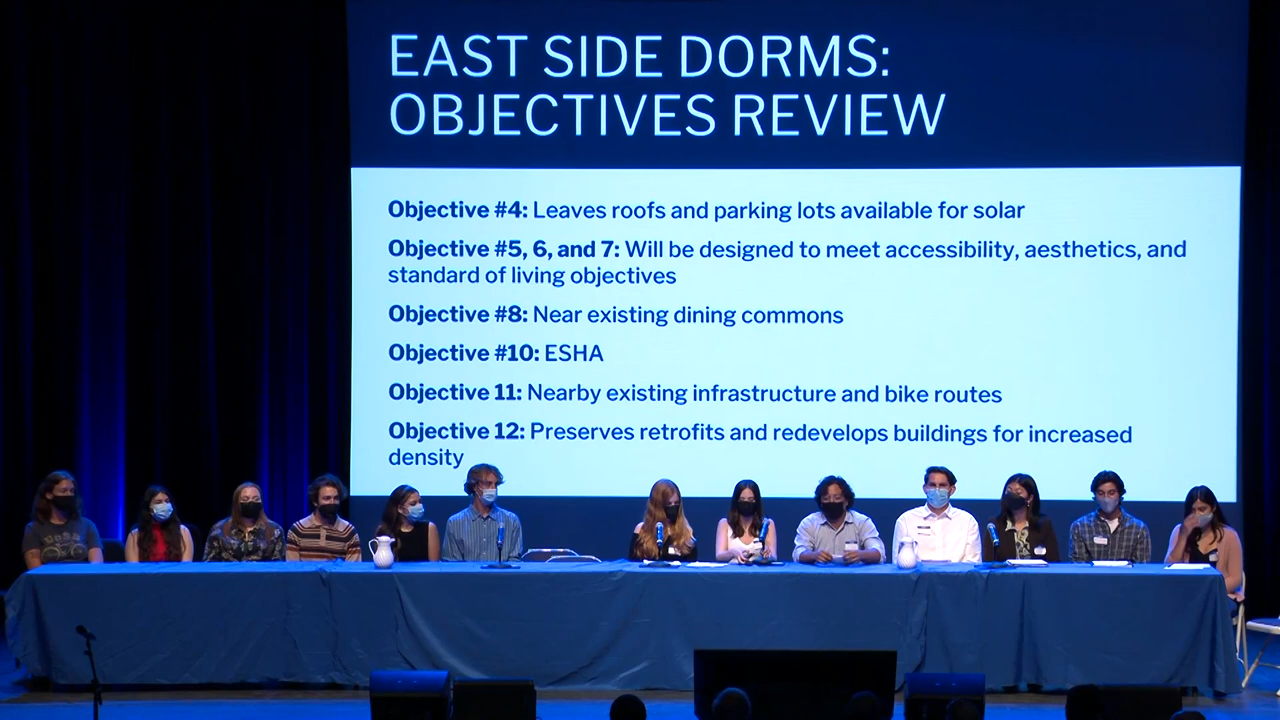 EAST SIDE DORMS:
OBJECTIVES REVIEW
Objective #4: Leaves roofs and parking lots available for solar
Objective #5, 6, and 7: Will be designed to meet accessibility, aesthetics, and
standard of living objectives
Objective #8: Near existing dining commons
Objective #10: ESHA
Objective 11: Nearby existing infrastructure and bike routes
Objective 12: Preserves retrofits and redevelops buildings for increased
density